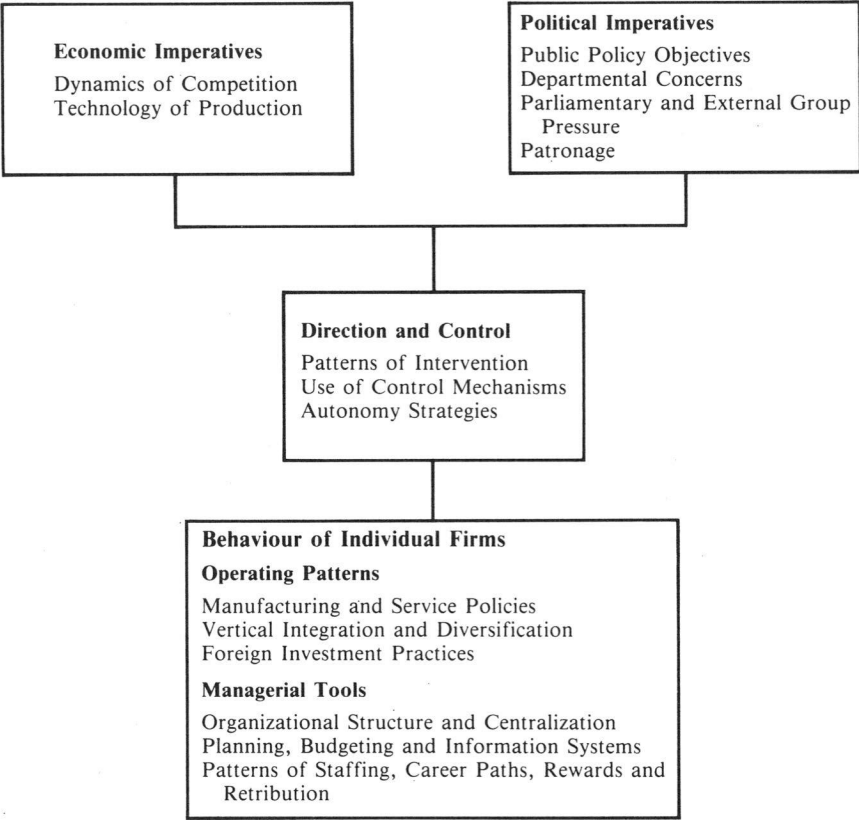 Economic Imperatives
Dynamics of Competition
Technology of Production
Political Imperatives
Public Policy Objectives
Departmental Concerns
Parliamentary and External Group
Pressure
Patronage
Direction and Control
Patterns of Intervention
Use of Control Mechanisms
Autonomy Strategies
Behaviour of Individual Firms
Operating Patterns
Manufacturing and Service Policies
Vertical Integration and Diversification
Foreign Investment Practices
Managerial Tools
Organizational Structure and Centralization
Planning, Budgeting and Information Systems
Patterns of Staffing, Career Paths, Rewards and
Retribution